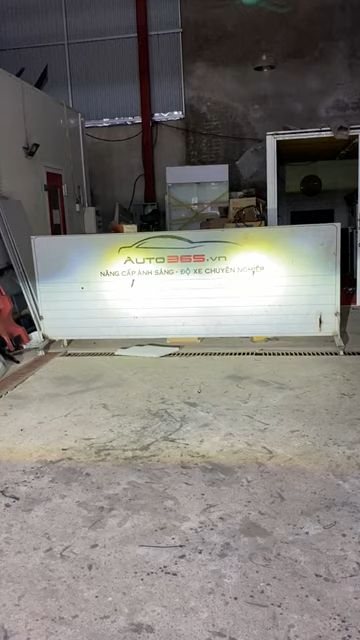 AUTO365.vn
NÂNG CẤP ÁNH SÁNG - ĐỘ XE CHUYÊN NGHIỆP